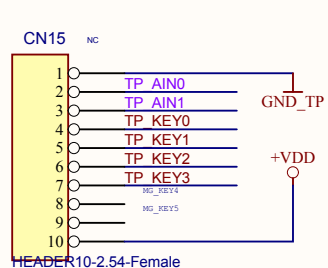 CN15 NC
1
2 TP_AIN0
3 TP_AIN1
4 TP_KEY0
5 TP_KEY1
6 TP_KEY2
7 TP_KEY3
8 MG_KEY4
9 MG_KEY5
10
GND_TP
+VDD
HEADER10-2.54-Female